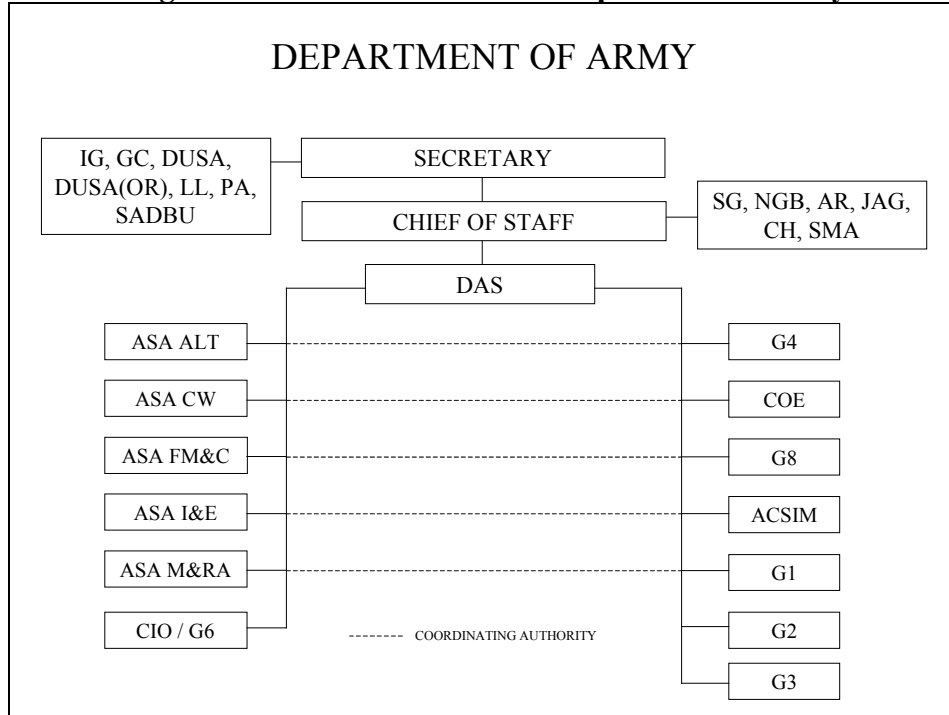 DEPARTMENT OF ARMY
IG, GC, DUSA,
DUSA(OR), LL, PA,
SADBU
SECRETARY
CHIEF OF STAFF
SG, NGB, AR, JAG,
CH, SMA
DAS
ASA ALT
G4
ASA CW
COE
ASA FM&C
G8
ASA I&E
ACSIM
ASA M&RA
G1
CIO / G6
COORDINATING AUTHORITY
G2
G3